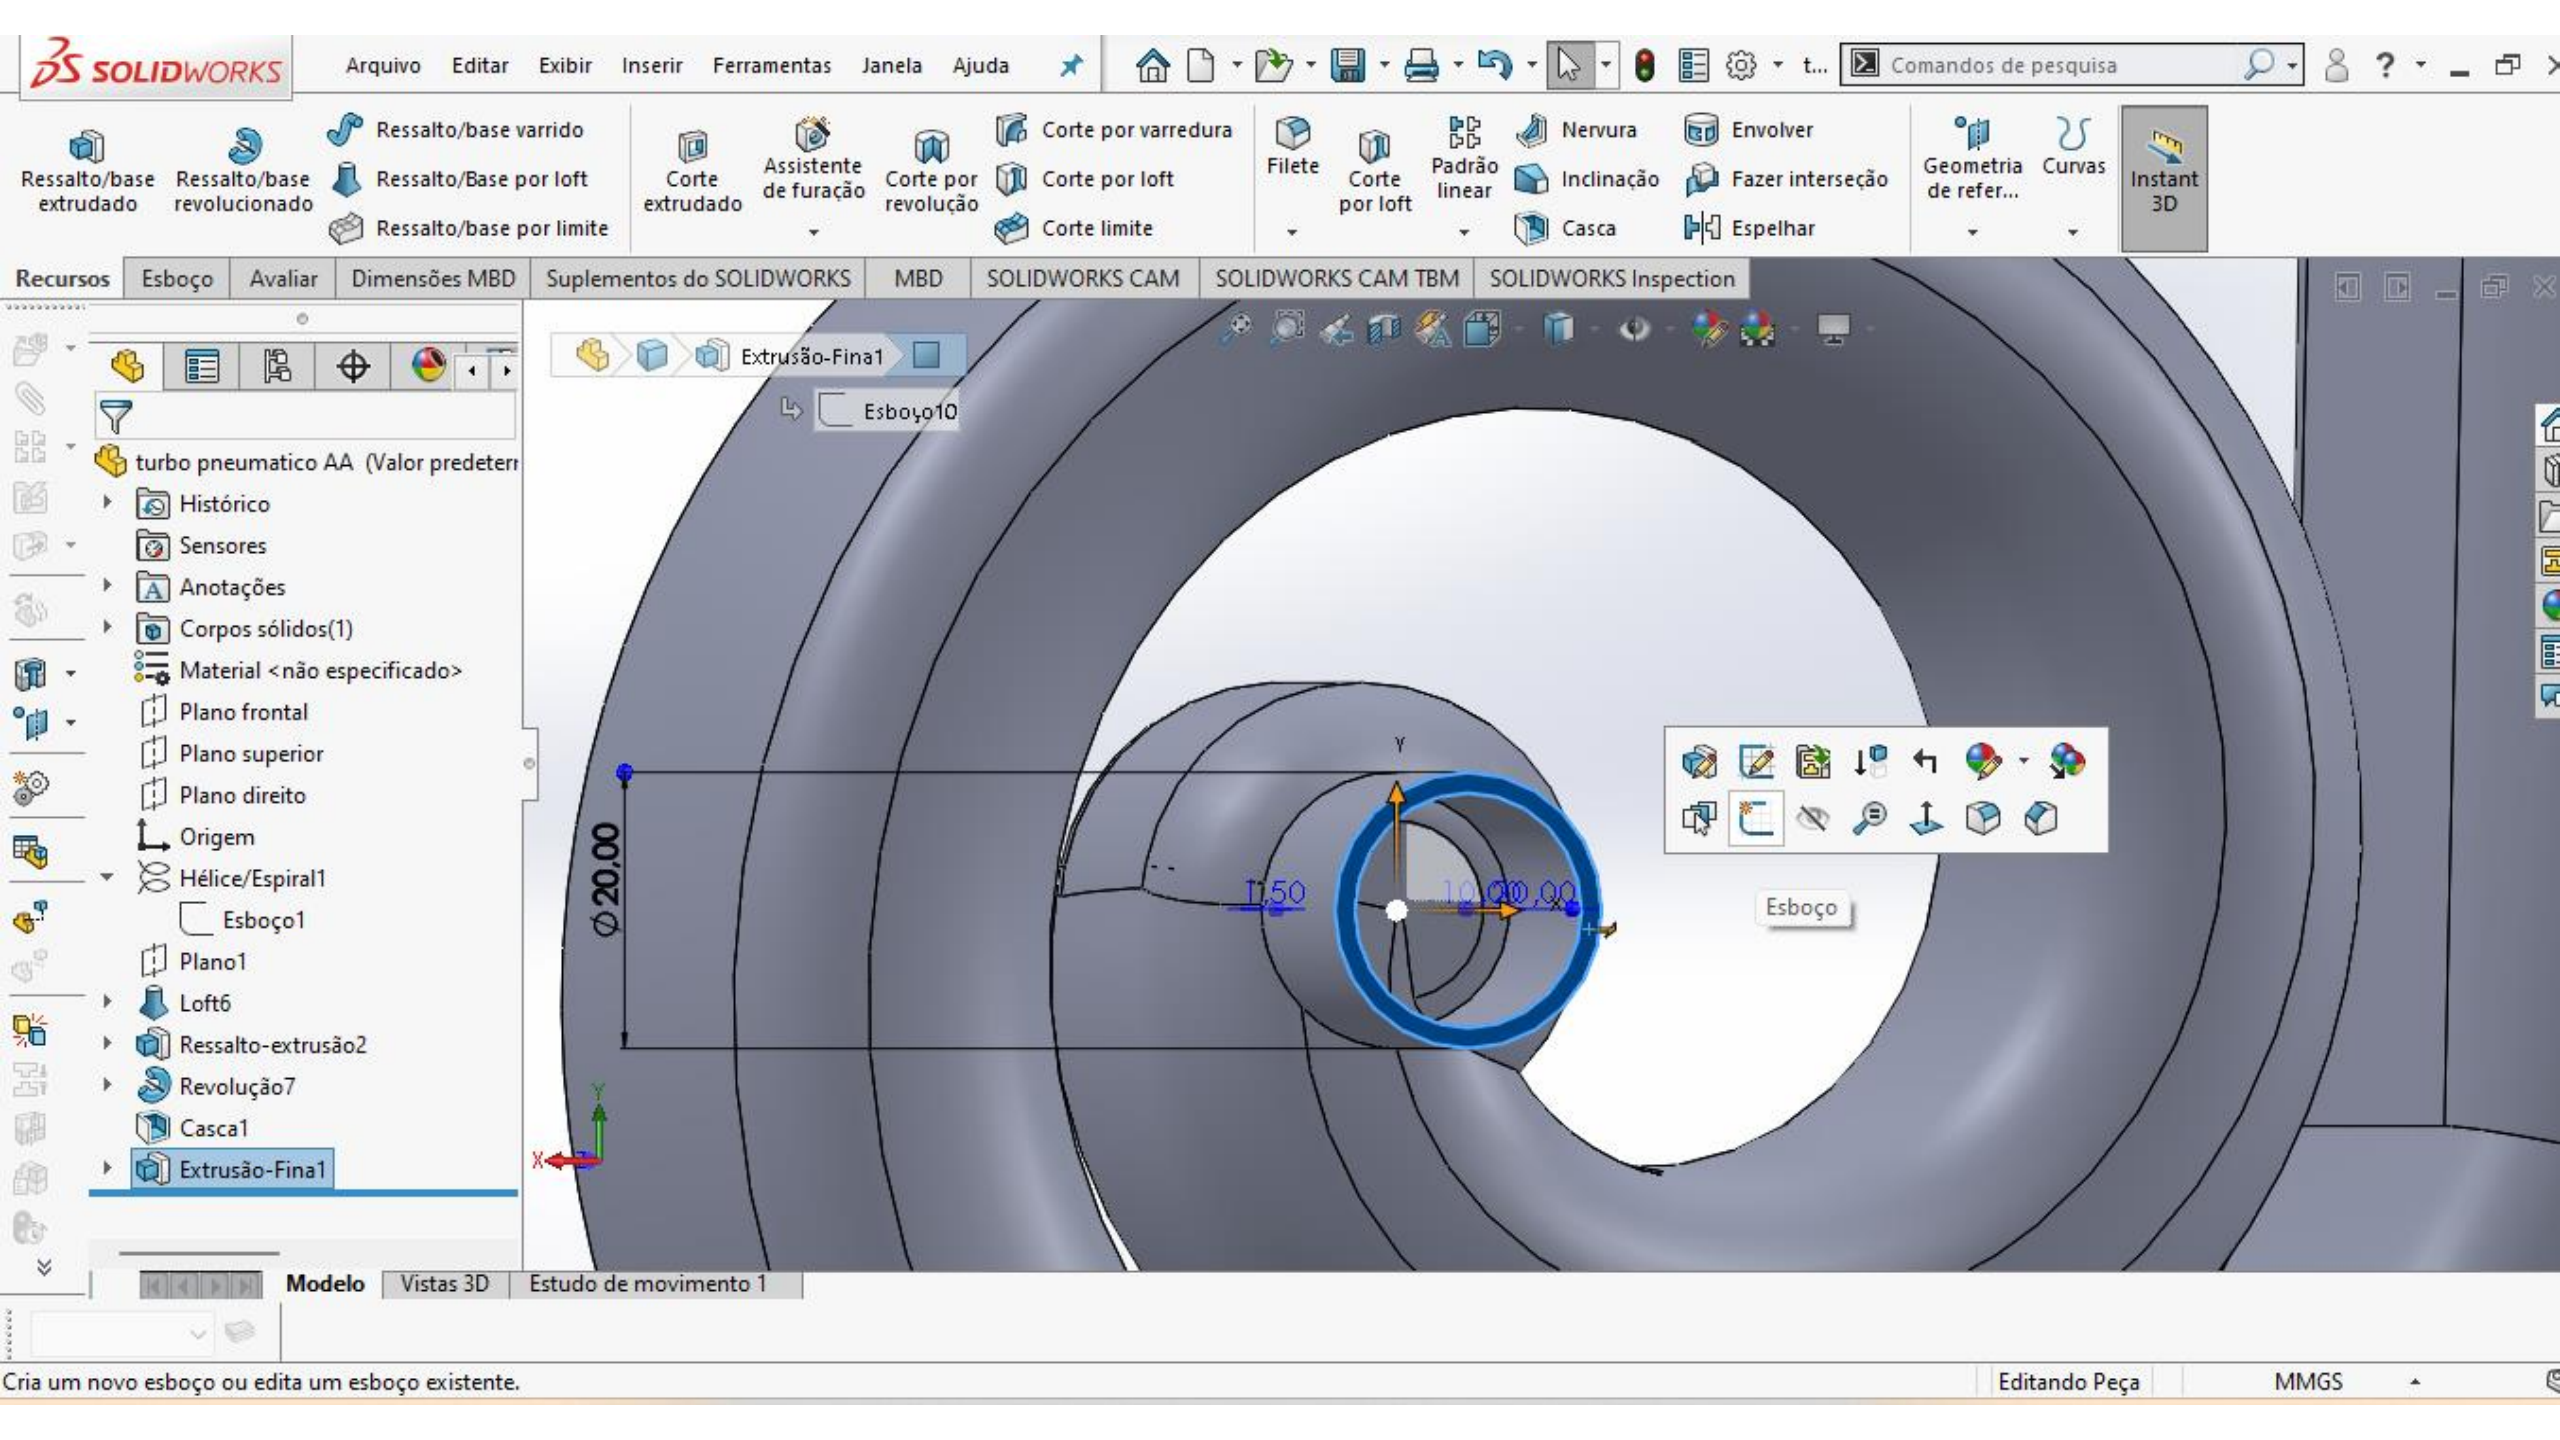 SOLIDWORKS
Arquivo Editar Exibir Inserir Ferramentas Janela Ajuda
t...
Comandos de pesquisa
?
Ressalto/base extrudado
Ressalto/base revolucionado
Ressalto/base varrido
Ressalto/Base por loft
Ressalto/base por limite
Corte extrudado
Assistente de furação
Corte por revolução
Corte por varredura
Corte por loft
Corte limite
Filete
Corte por loft
Padrão linear
Nervura
Inclinação
Casca
Envolver
Fazer interseção
Espelhar
Geometria de refer...
Curvas
Instant 3D
Recursos Esboço Avaliar Dimensões MBD Suplementos do SOLIDWORKS MBD SOLIDWORKS CAM SOLIDWORKS CAM TBM SOLIDWORKS Inspection
Extrusão-Fina1
Esboço10
turbo pneumatico AA (Valor predeterr
Histórico
Sensores
Anotações
Corpos sólidos(1)
Material <não especificado>
Plano frontal
Plano superior
Plano direito
Origem
Hélice/Espiral1
Esboço1
Plano1
Loft6
Ressalto-extrusão2
Revolução7
Casca1
Extrusão-Fina1
Y
Ø20,00
1,50
Esboço
Y
X
Modelo Vistas 3D Estudo de movimento 1
Cria um novo esboço ou edita um esboço existente.
Editando Peça
MMGS